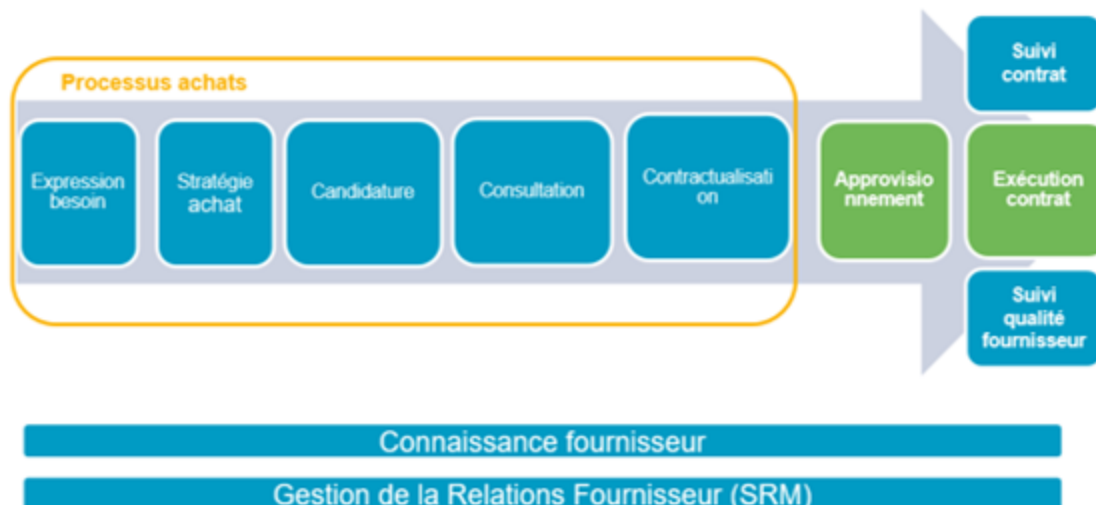 Processus achats
Expression
besoin
Stratégie
achat
Candidature
Consultation
Contractualisati
on
Approvisio
nnement
Suivi
contrat
Exécution
contrat
Suivi
qualité
fournisseur
Connaissance fournisseur
Gestion de la Relations Fournisseur (SRM)